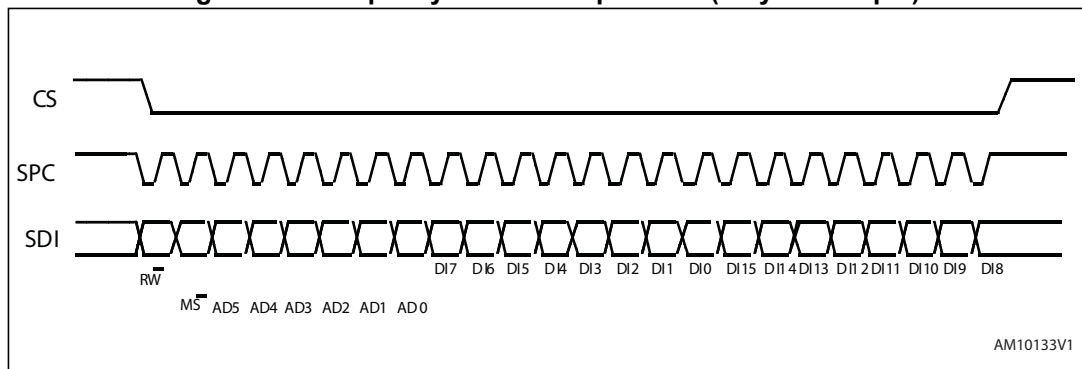 CS
SPC
SDI
RW
DI7 DI6 DI5 DI4 DI3 DI2 DI1 DI0 DI15 DI14 DI13 DI12 DI11 DI10 DI9 DI8
MS AD5 AD4 AD3 AD2 AD1 AD0
AM10133V1